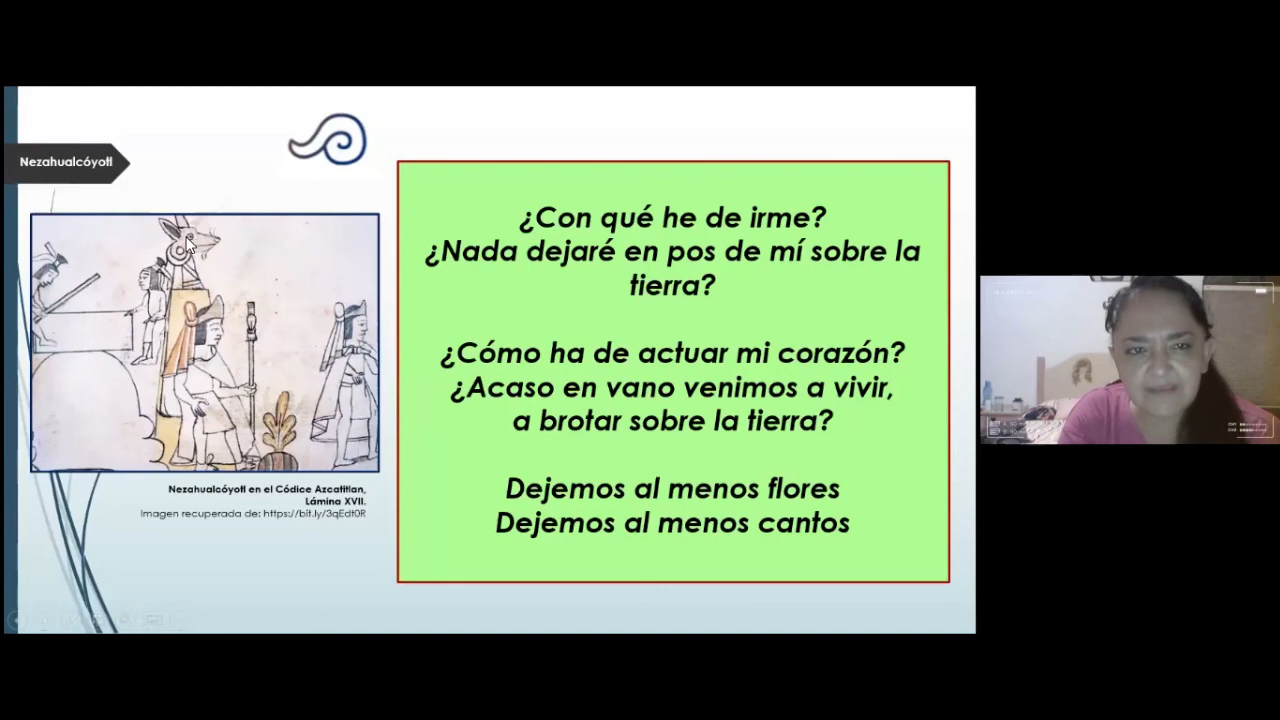 Nezahualcóyotl
¿Con qué he de irme?
¿Nada dejaré en pos de mí sobre la
tierra?
¿Cómo ha de actuar mi corazón?
¿Acaso en vano venimos a vivir,
a brotar sobre la tierra?
Dejemos al menos flores
Dejemos al menos cantos
Nezahualcóyotl en el Códice Azcatitlan,
Lámina XVII.
Imagen recuperada de: https://bit.ly/3qEdt0R